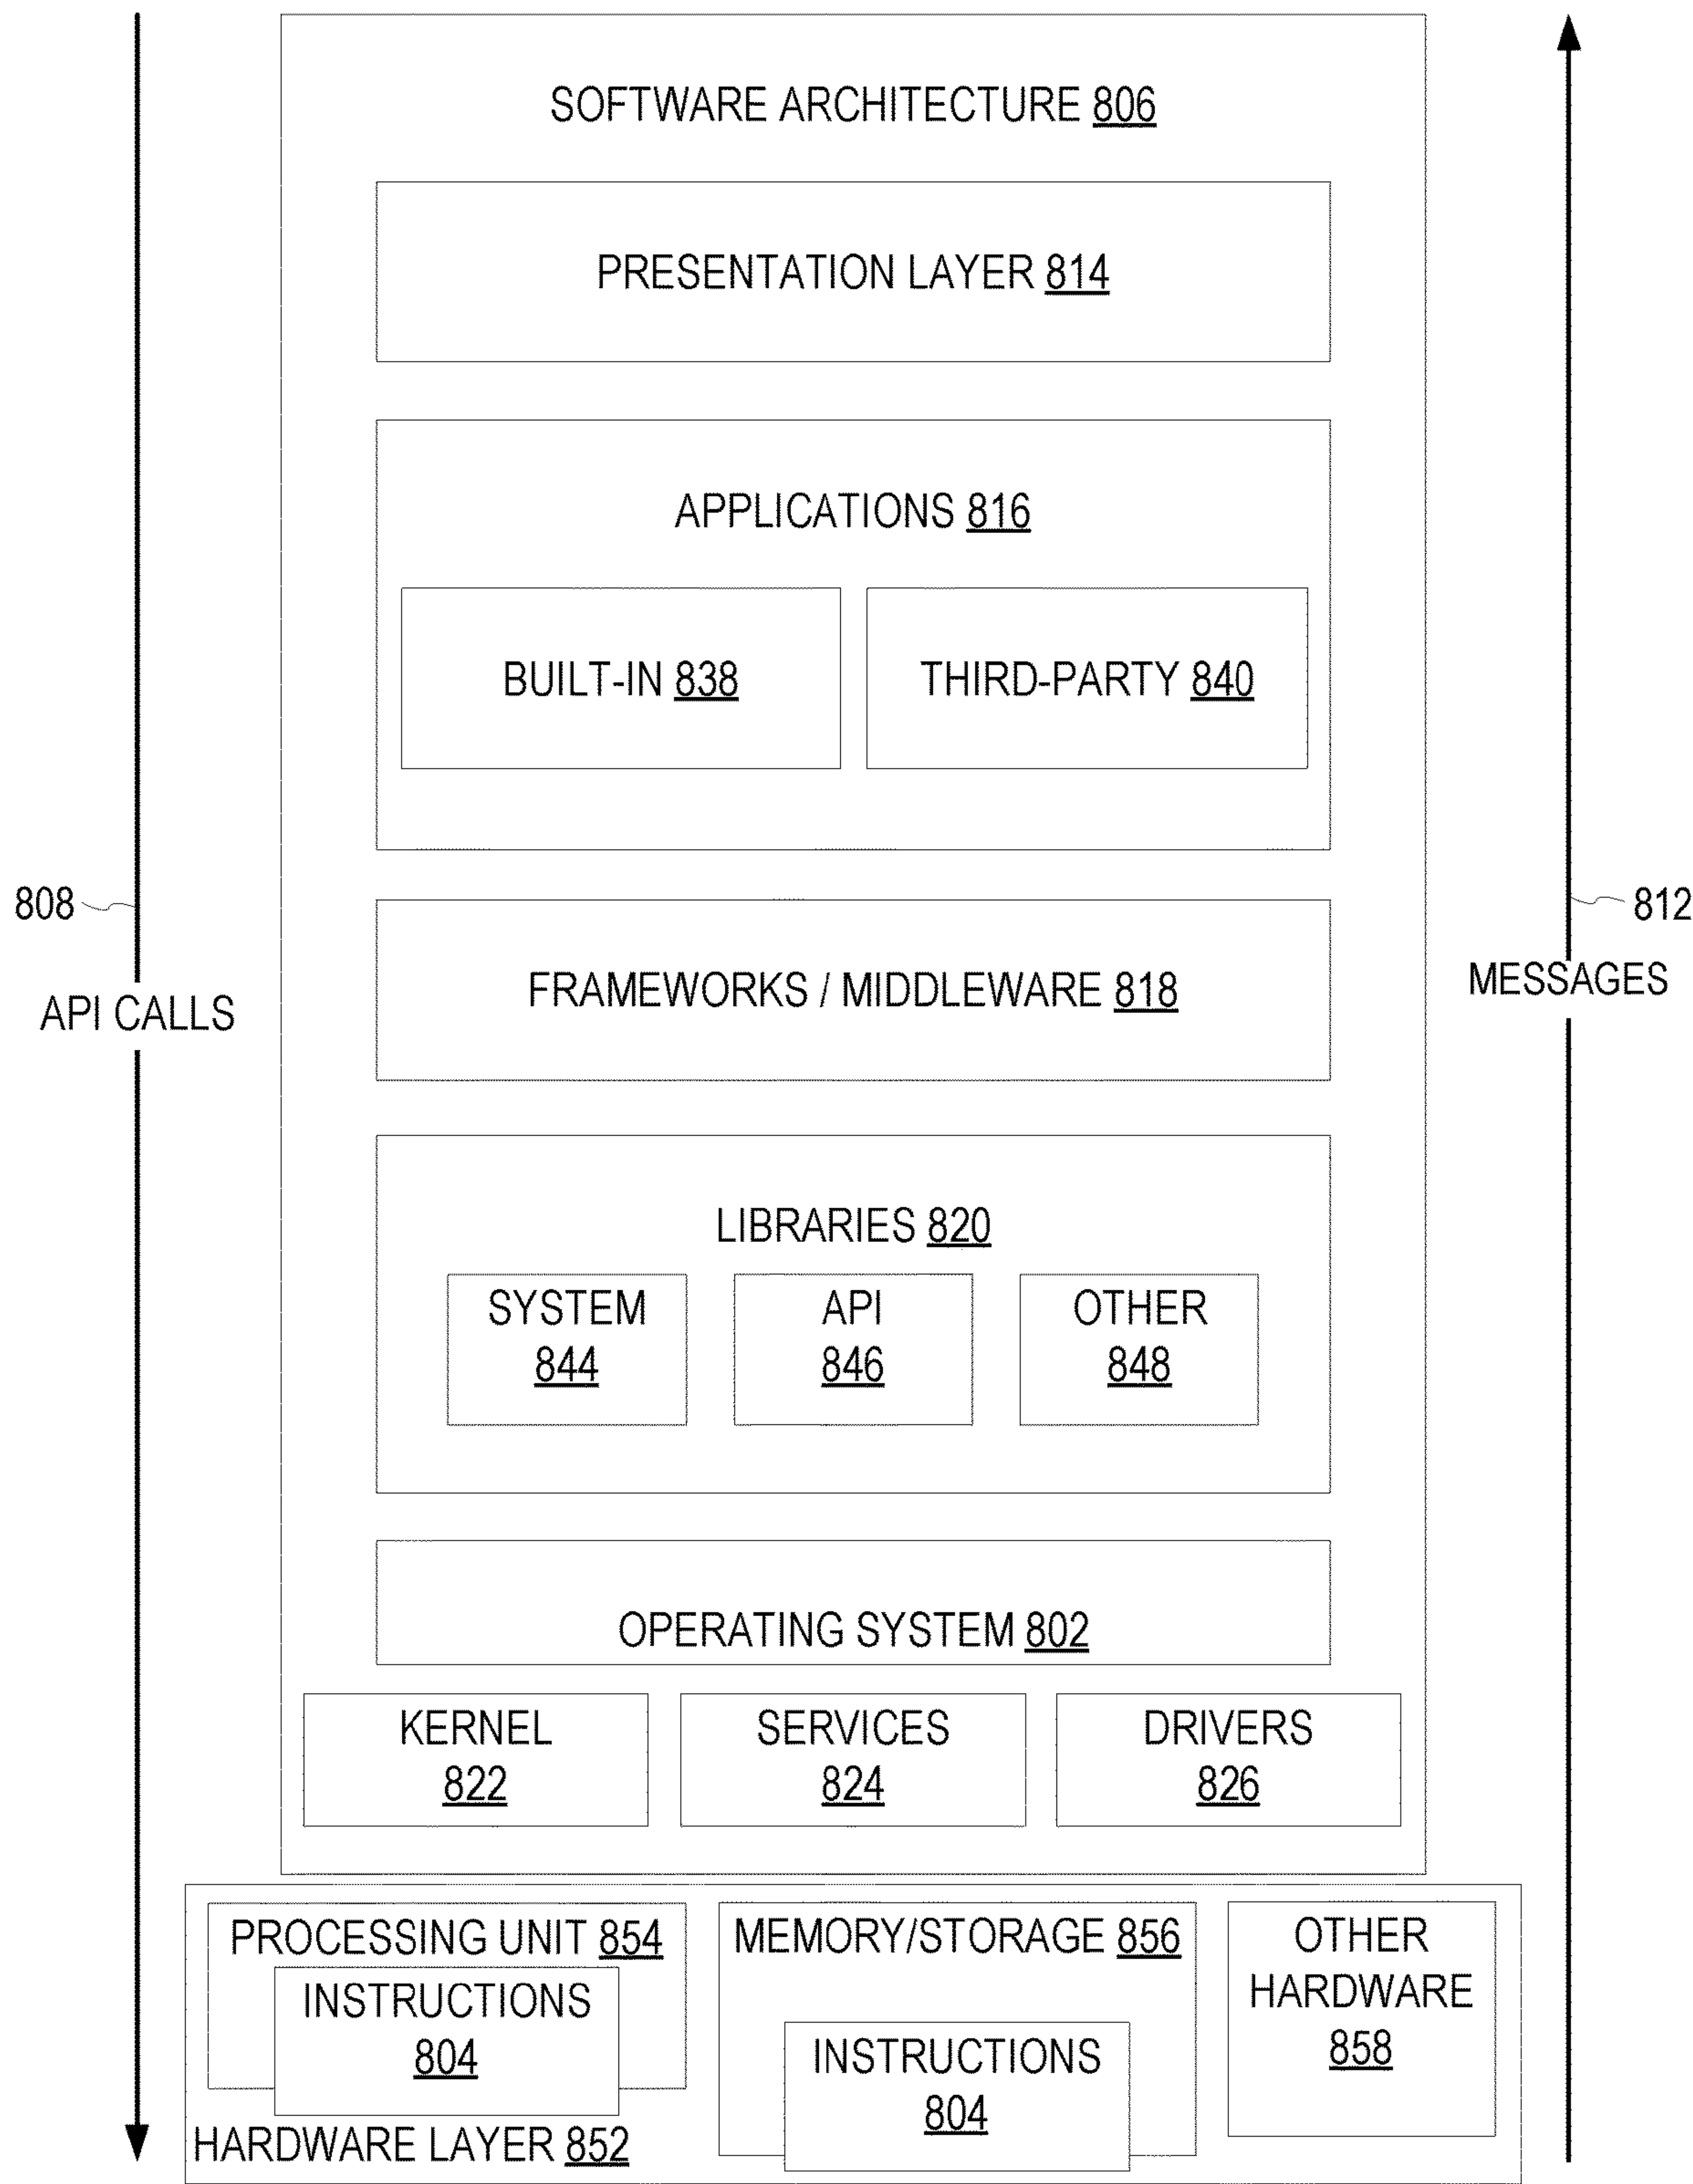 SOFTWARE ARCHITECTURE 806
PRESENTATION LAYER 814
APPLICATIONS 816
BUILT-IN 838
THIRD-PARTY 840
808
812
API CALLS
MESSAGES
FRAMEWORKS / MIDDLEWARE 818
LIBRARIES 820
SYSTEM
844
API
846
OTHER
848
OPERATING SYSTEM 802
KERNEL
822
SERVICES
824
DRIVERS
826
PROCESSING UNIT 854
INSTRUCTIONS
804
MEMORY/STORAGE 856
INSTRUCTIONS
804
OTHER
HARDWARE
858
HARDWARE LAYER 852